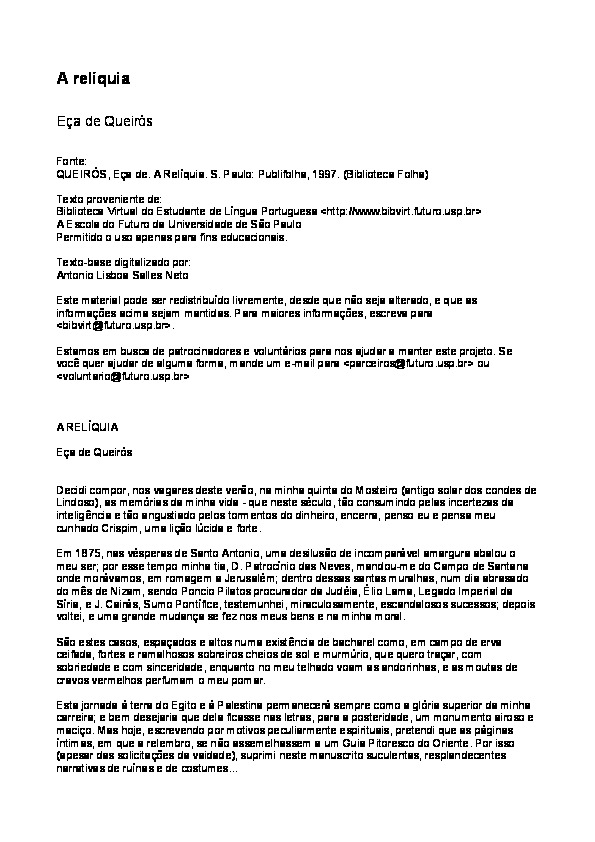 A relíquia
Eça de Queirós
Fonte:
QUEIRÓS, Eça de. A Relíquia. S. Paulo: Publifolha, 1997. (Biblioteca Folha)
Texto proveniente de:
Biblioteca Virtual do Estudante de Língua Portuguesa <http://www.bibvirt.futuro.usp.br>
A Escola do Futuro da Universidade de São Paulo
Permitido o uso apenas para fins educacionais.
Texto-base digitalizado por:
Antonio Lisboa Salles Neto
Este material pode ser redistribuído livremente, desde que não seja alterado, e que as
informações acima sejam mantidas. Para maiores informações, escreva para
<bibvirt@futuro.usp.br>.
Estamos em busca de patrocinadores e voluntários para nos ajudar a manter este projeto. Se
você quer ajudar de alguma forma, mande um e-mail para <parceiros@futuro.usp.br> ou
<voluntario@futuro.usp.br>
A RELÍQUIA
Eça de Queirós
Decidi compor, nos vagares deste verão, na minha quinta do Mosteiro (antigo solar dos condes de
Lindoso), as memórias da minha vida - que neste século, tão consumido pelas incertezas da
inteligência e tão angustiado pelos tormentos do dinheiro, encerra, penso eu e pensa meu
cunhado Crispim, uma lição lúcida e forte.
Em 1875, nas vésperas de Santo Antonio, uma desilusão de incomparável amargura abalou o
meu ser; por esse tempo minha tia, D. Patrocínio das Neves, mandou-me do Campo de Santana
onde morávamos, em romagem a Jerusalém; dentro dessas santas muralhas, num dia abrasado
do mês de Nizam, sendo Poncio Pilatos procurador da Judéia, Élio Lama, Legado Imperial da
Síria, e J. Cairás, Sumo Pontífice, testemunhei, miraculosamente, escandalosos sucessos; depois
voltei, e uma grande mudança se fez nos meus bens e na minha moral.
São estes casos, espaçados e altos numa existência de bacharel como, em campo de erva
ceifada, fortes e ramalhosos sobreiros cheios de sol e murmúrio, que quero traçar, com
sobriedade e com sinceridade, enquanto no meu telhado voam as andorinhas, e as moutas de
cravos vermelhos perfumam o meu pomar.
Esta jornada à terra do Egito e à Palestina permanecerá sempre como a glória superior da minha
carreira; e bem desejaria que dela ficasse nas letras, para a posteridade, um monumento airoso e
maciço. Mas hoje, escrevendo por motivos peculiarmente espirituais, pretendi que as páginas
íntimas, em que a relembro, se não assemelhassem a um Guia Pitoresco do Oriente. Por isso
(apesar das solicitações da vaidade), suprimi neste manuscrito suculentas, resplandecentes
narrativas de ruínas e de costumes...